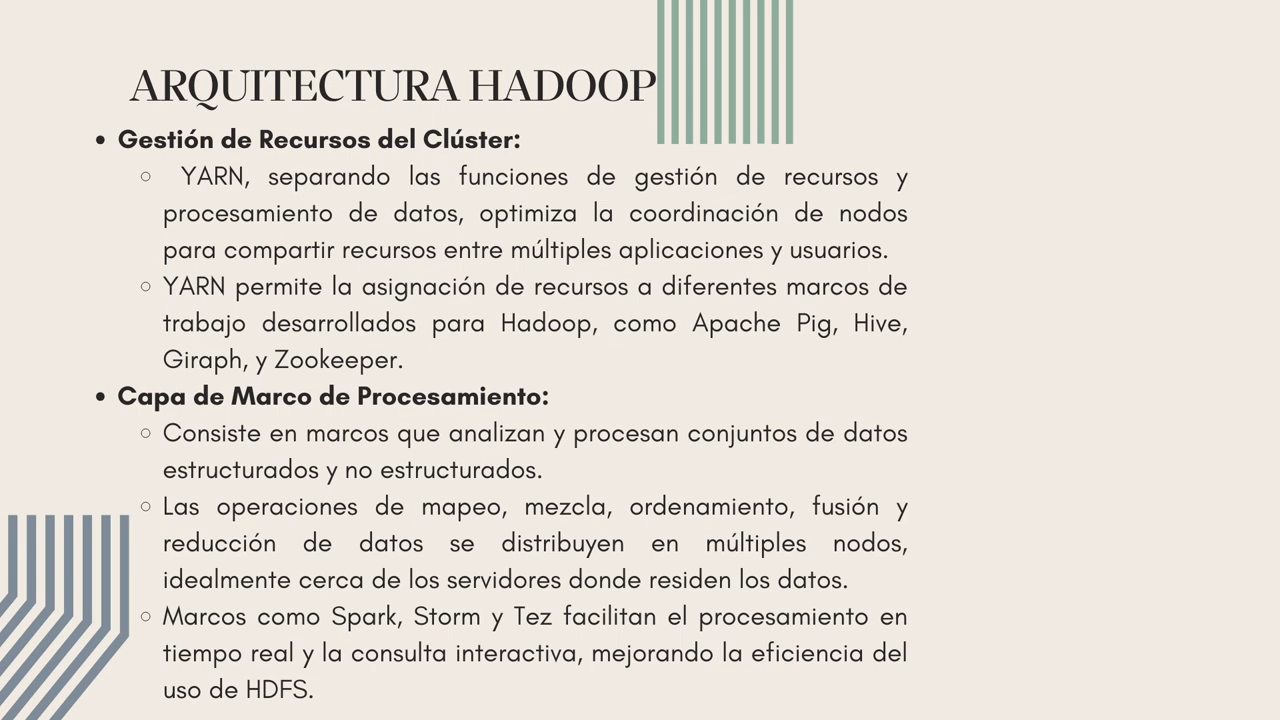 ARQUITECTURA HADOOP
• Gestión de Recursos del Clúster:
○ YARN, separando las funciones de gestión de recursos y
procesamiento de datos, optimiza la coordinación de nodos
para compartir recursos entre múltiples aplicaciones y usuarios.
○ YARN permite la asignación de recursos a diferentes marcos de
trabajo desarrollados para Hadoop, como Apache Pig, Hive,
Giraph, y Zookeeper.
• Capa de Marco de Procesamiento:
○ Consiste en marcos que analizan y procesan conjuntos de datos
estructurados y no estructurados.
○ Las operaciones de mapeo, mezcla, ordenamiento, fusión y
reducción de datos se distribuyen en múltiples nodos,
idealmente cerca de los servidores donde residen los datos.
○ Marcos como Spark, Storm y Tez facilitan el procesamiento en
tiempo real y la consulta interactiva, mejorando la eficiencia del
uso de HDFS.